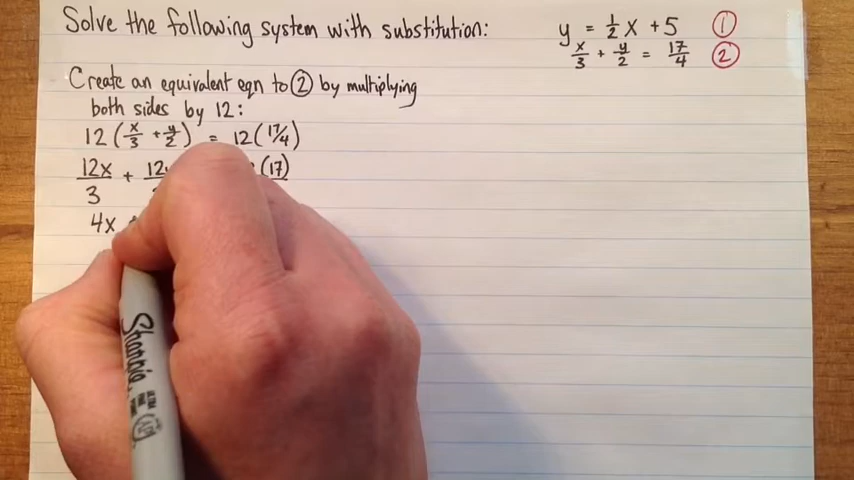 Solve the following system with substitution:
y = 1/2 x + 5 ①
x/3 + y/2 = 17/4 ②
Create an equivalent eqn to ② by multiplying
both sides by 12:
12 (x/3 + y/2) = 12 (17/4)
12x/3 + 12 (17)
4x
Sharpie